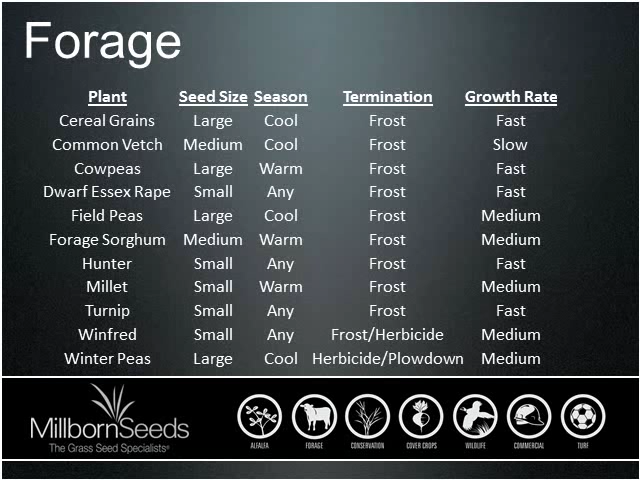 Forage
Plant Seed Size Season Termination Growth Rate
Cereal Grains Large Cool Frost Fast
Common Vetch Medium Cool Frost Slow
Cowpeas Large Warm Frost Fast
Dwarf Essex Rape Small Any Frost Fast
Field Peas Large Cool Frost Medium
Forage Sorghum Medium Warm Frost Medium
Hunter Small Any Frost Fast
Millet Small Warm Frost Medium
Turnip Small Any Frost Fast
Winfred Small Any Frost/Herbicide Medium
Winter Peas Large Cool Herbicide/Plowdown Medium
MillbornSeeds
The Grass Seed Specialists®
ALFALFA FORAGE CONSERVATION COVER CROPS WILDLIFE COMMERCIAL TURF